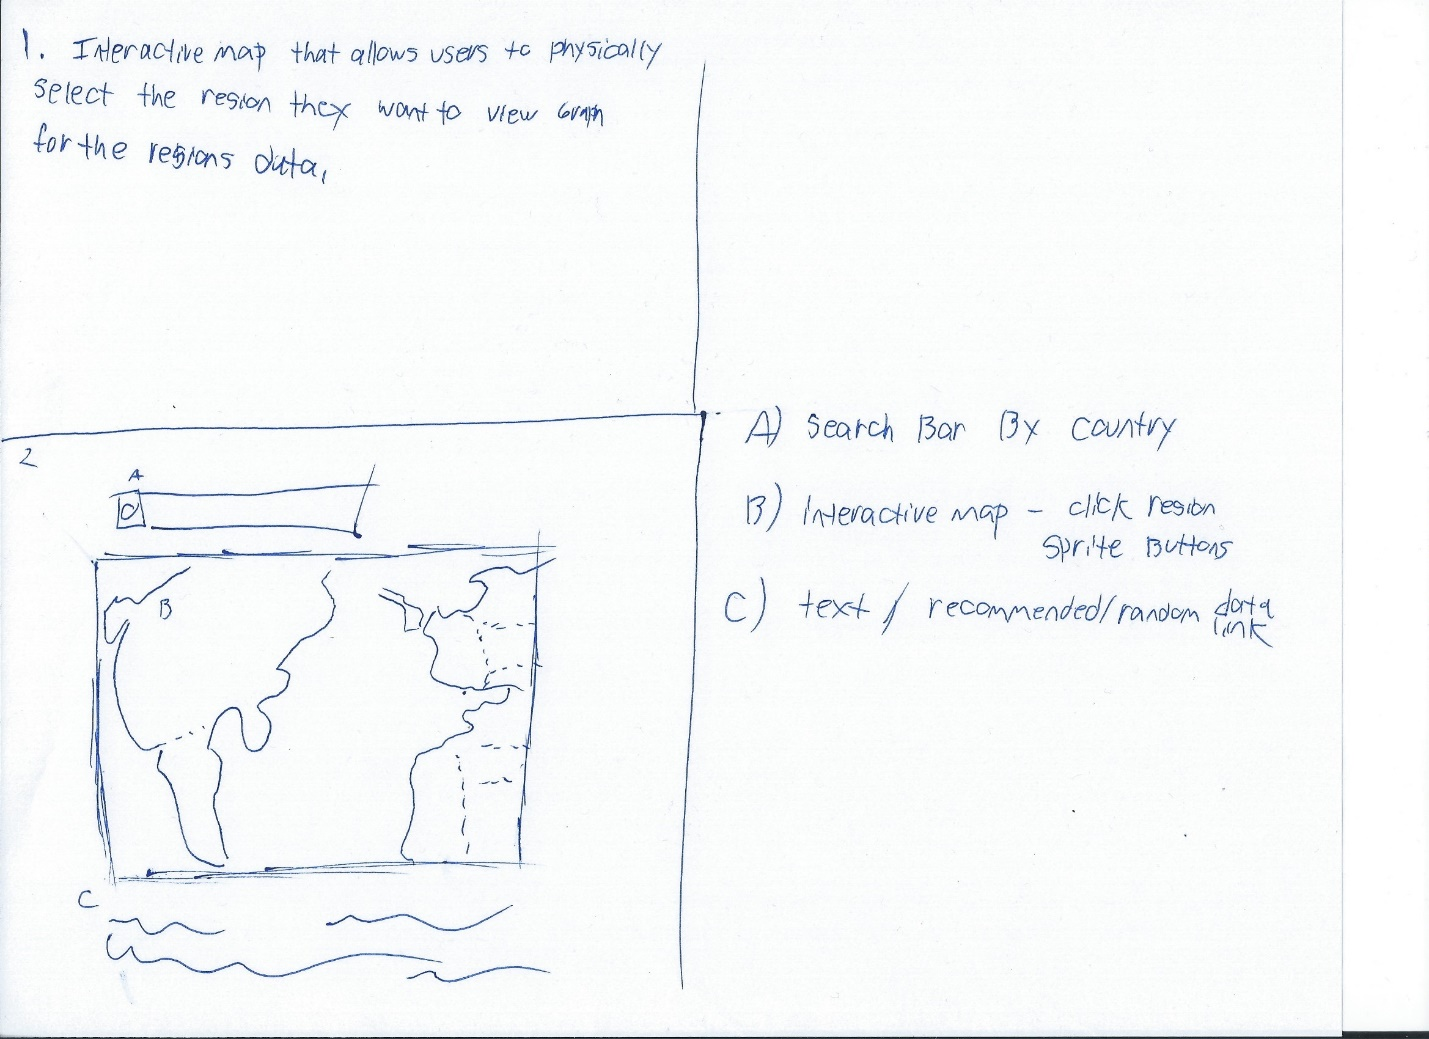 1. Interactive map that allows users to physically
select the region they want to view Graph
for the regions data,
2
A
B
C
A) Search Bar By Country
B) Interactive map - click region
Sprite Buttons
C) text / recommended/random data
link